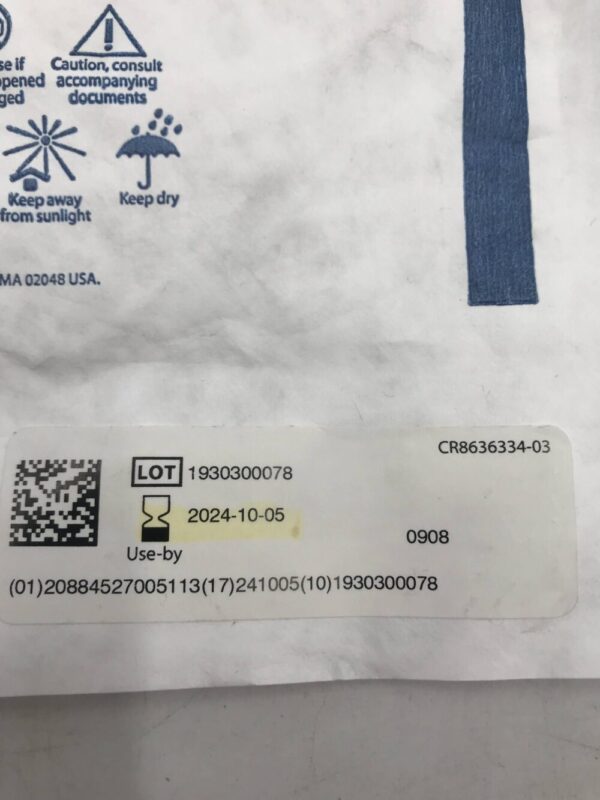 se if
Caution, consult
opened
accompanying
ged
documents
Keep away
from sunlight
Keep dry
MA 02048 USA.
CR8636334-03
LOT 1930300078
2024-10-05
0908
Use-by
(01)20884527005113(17)241005(10)1930300078